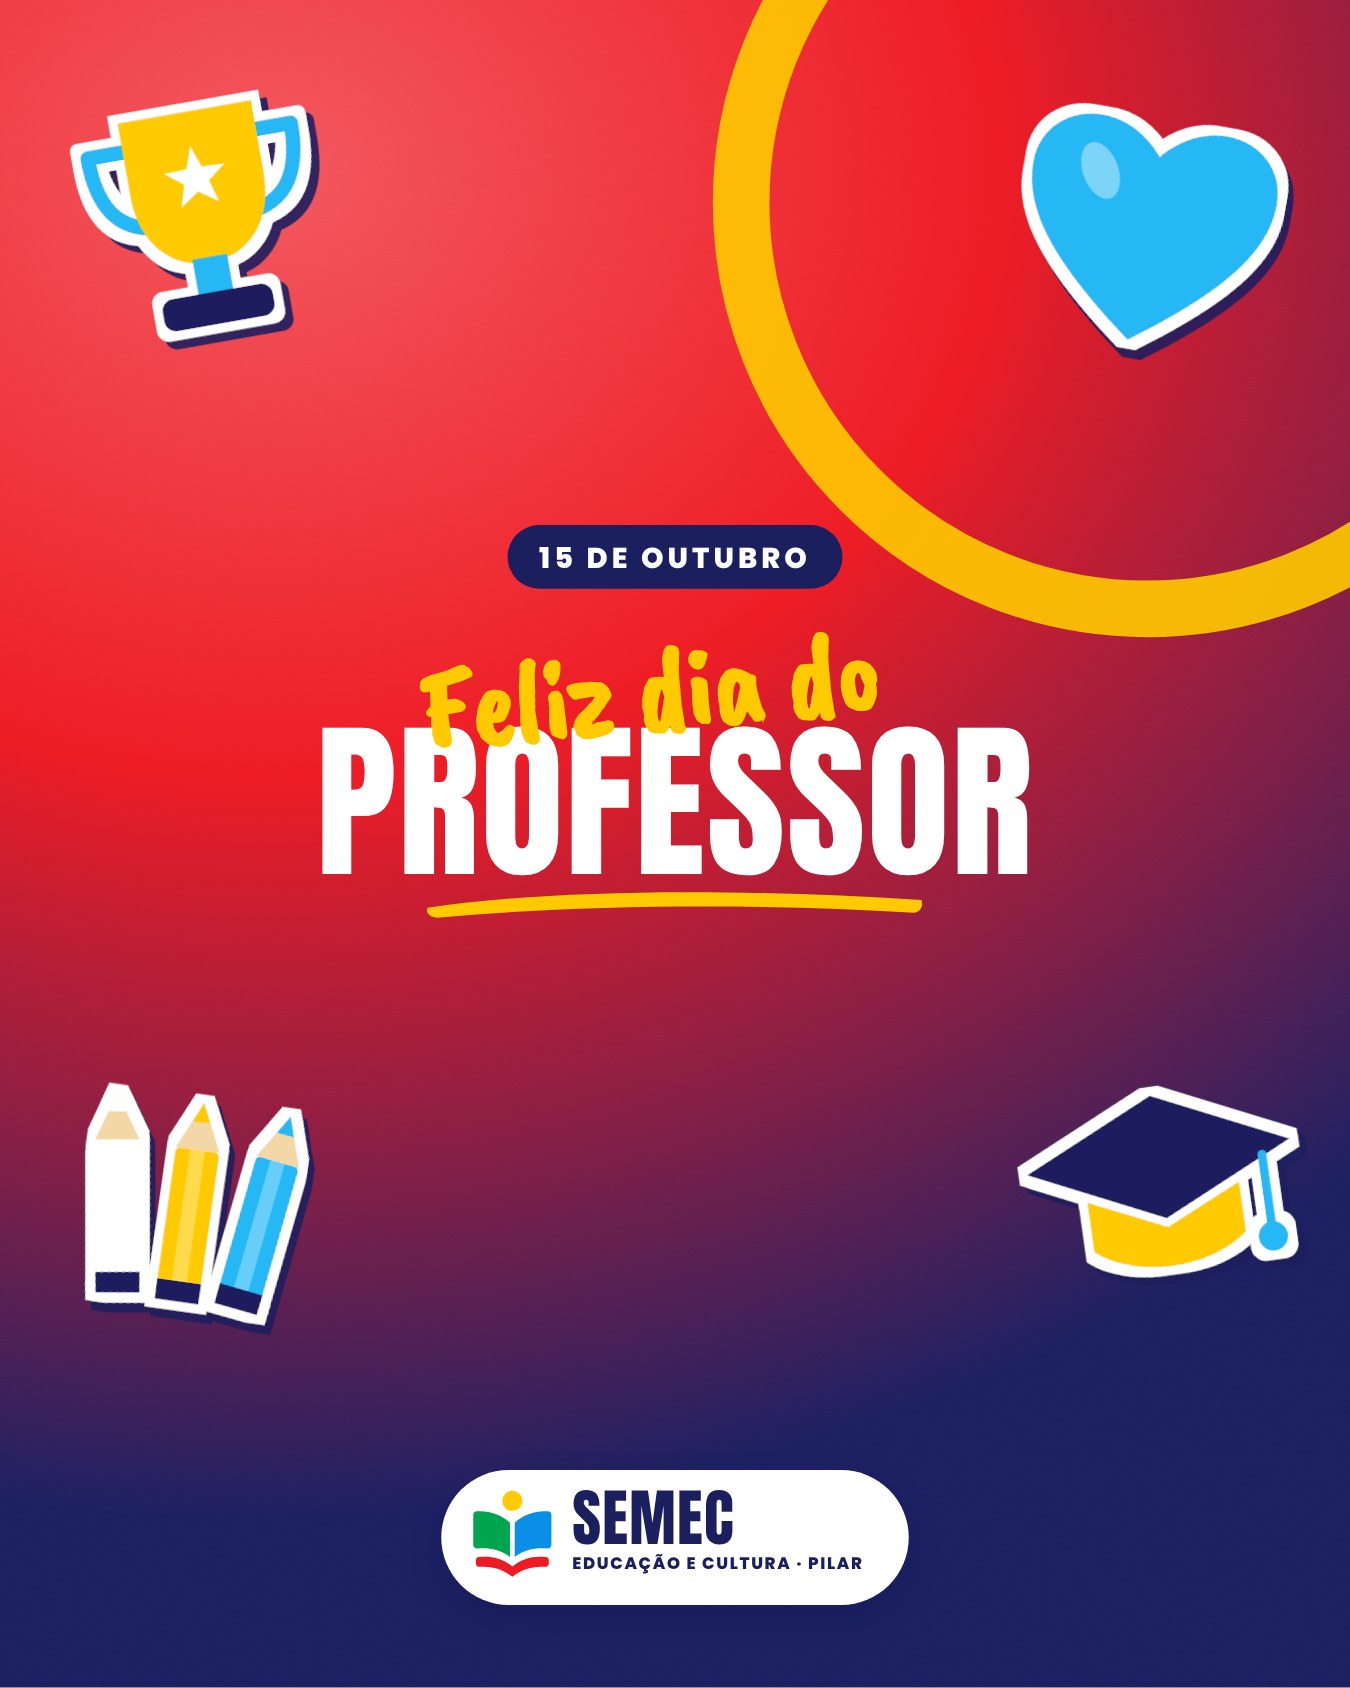 15 DE OUTUBRO
Feliz dia do
PROFESSOR
SEMEC
EDUCAÇÃO E CULTURA · PILAR